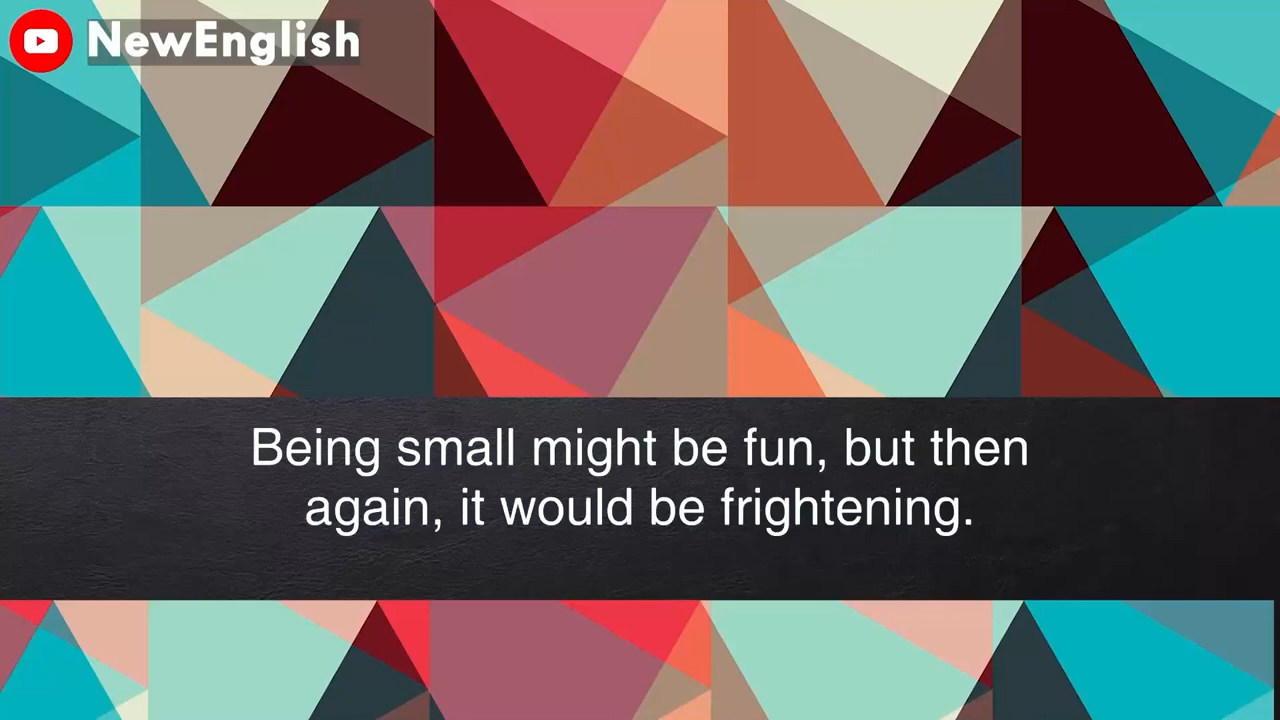 NewEnglish
Being small might be fun, but then
again, it would be frightening.